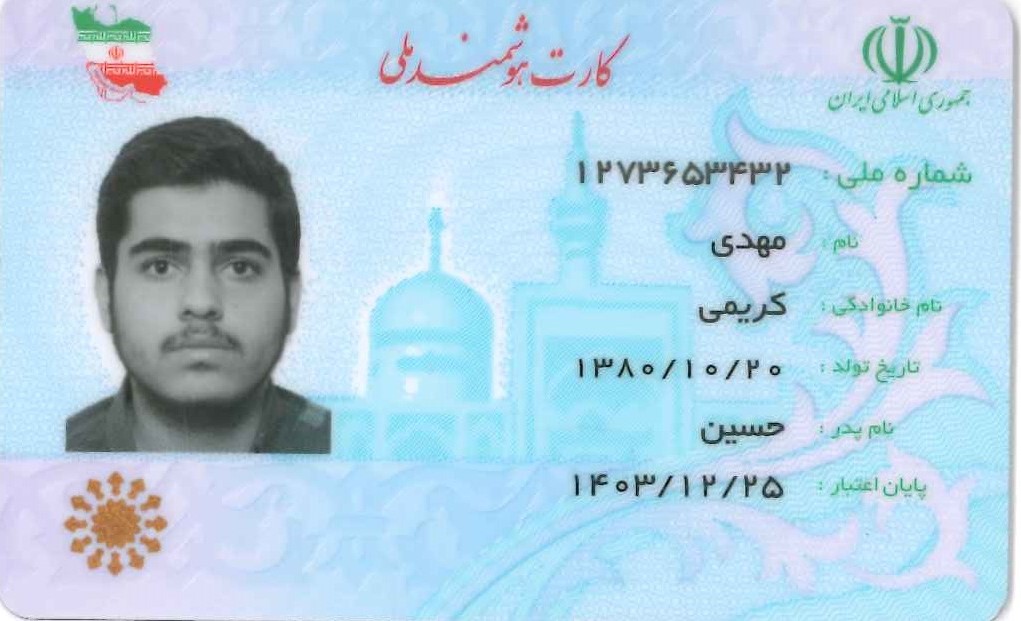 کارت هوشمند ملی
جمهوری اسلامی ایران
شماره ملی : ۱۲۷۳۶۵۳۴۳۲
نام : مهدی
نام خانوادگی : کریمی
تاریخ تولد : ۱۳۸۰/۱۰/۲۰
نام پدر : حسین
پایان اعتبار : ۱۴۰۳/۱۲/۲۵